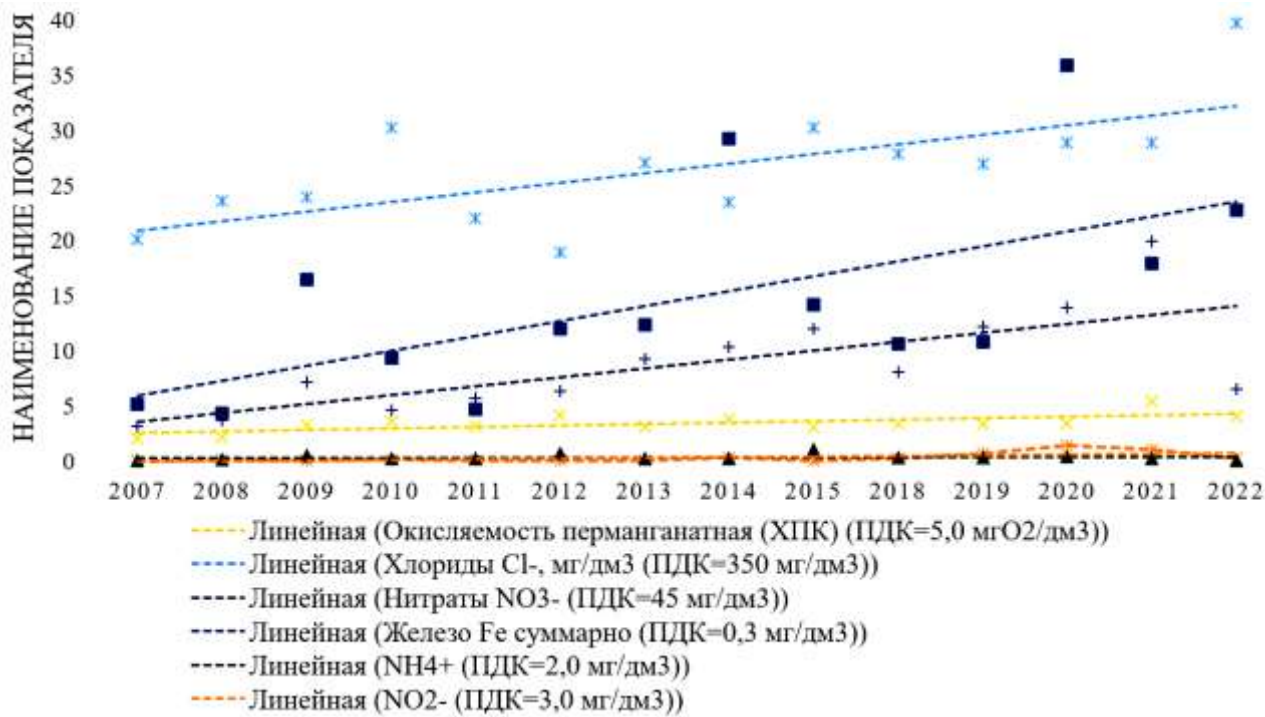 НАИМЕНОВАНИЕ ПОКАЗАТЕЛЯ
40
35
30
25
20
15
10
5
0
2007 2008 2009 2010 2011 2012 2013 2014 2015 2018 2019 2020 2021 2022
Линейная (Окисляемость перманганатная (ХПК) (ПДК=5,0 мгО2/дм3))
Линейная (Хлориды Cl-, мг/дм3 (ПДК=350 мг/дм3))
Линейная (Нитраты NO3- (ПДК=45 мг/дм3))
Линейная (Железо Fe суммарно (ПДК=0,3 мг/дм3))
Линейная (NH4+ (ПДК=2,0 мг/дм3))
Линейная (NO2- (ПДК=3,0 мг/дм3))